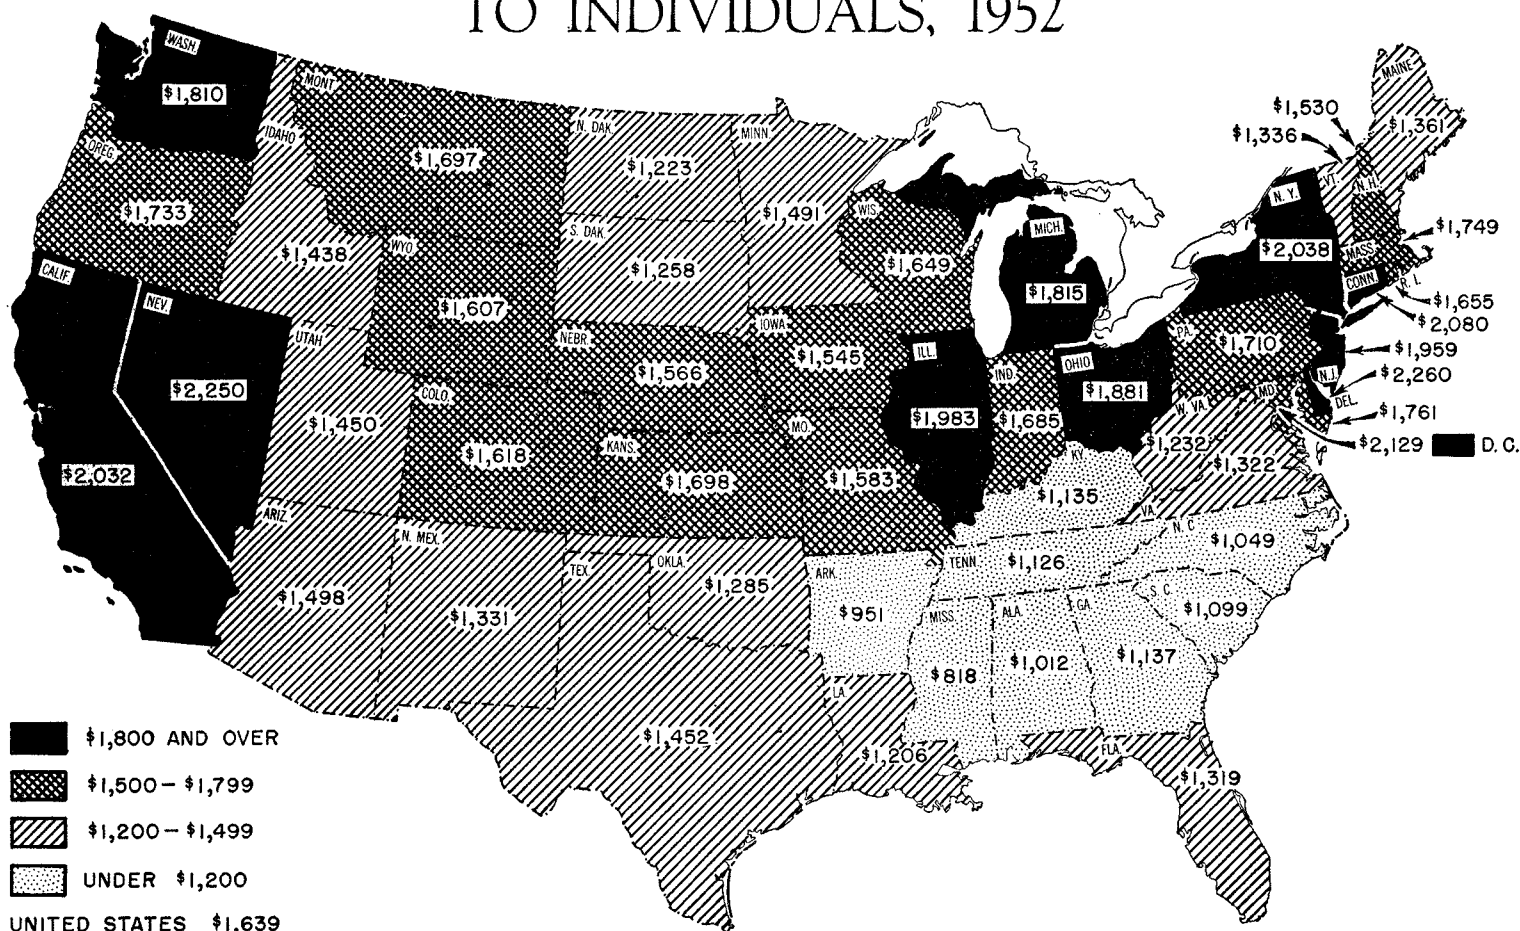 TO INDIVIDUALS, 1952
WASH.
$1,810
MONT.
$1,697
IDAHO
$1,438
OREG.
$1,733
N. DAK.
$1,223
MINN.
$1,491
S. DAK.
$1,258
WIS.
$1,649
MICH.
$1,815
N. Y.
$2,038
VT.
$1,336
N. H.
$1,530
MAINE
$1,361
MASS.
$1,749
CONN.
R. I.
$1,655
$2,080
$1,959
$2,260
$1,761
$2,129 D. C.
N.J.
DEL.
MD.
PA.
$1,710
CALIF.
$2,032
NEV.
$2,250
UTAH
$1,450
WYO.
$1,607
COLO.
$1,618
NEBR.
$1,566
KANS.
$1,698
IOWA
$1,545
MO.
$1,583
ILL.
$1,983
IND.
$1,685
OHIO
$1,881
W. VA.
$1,232
VA.
$1,322
KY.
$1,135
TENN.
$1,126
N. C.
$1,049
S. C.
$1,099
ARIZ.
$1,498
N. MEX.
$1,331
TEX.
$1,452
OKLA.
$1,285
ARK.
$951
LA.
$1,206
MISS.
$818
ALA.
$1,012
GA.
$1,137
FLA.
$1,319
$1,800 AND OVER
$1,500 – $1,799
$1,200 – $1,499
UNDER $1,200
UNITED STATES $1,639